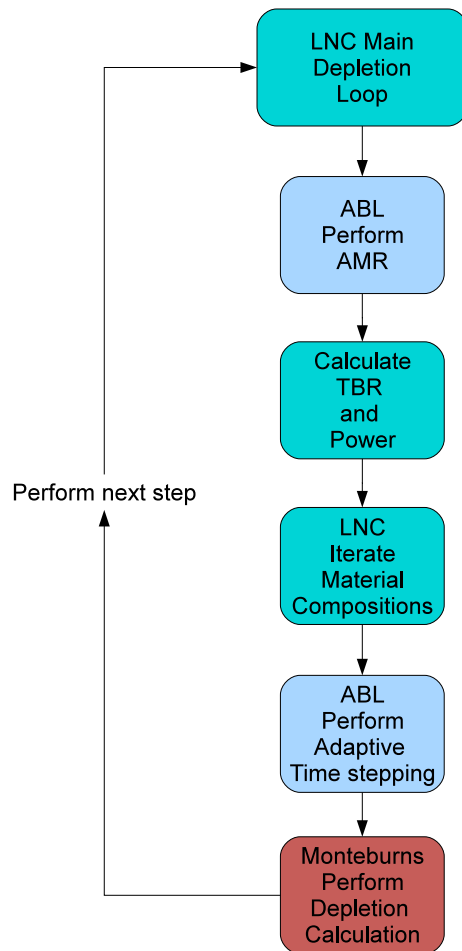 LNC Main
Depletion
Loop
ABL
Perform
AMR
Calculate
TBR
and
Power
Perform next step
LNC
Iterate
Material
Compositions
ABL
Perform
Adaptive
Time stepping
Monteburns
Perform
Depletion
Calculation